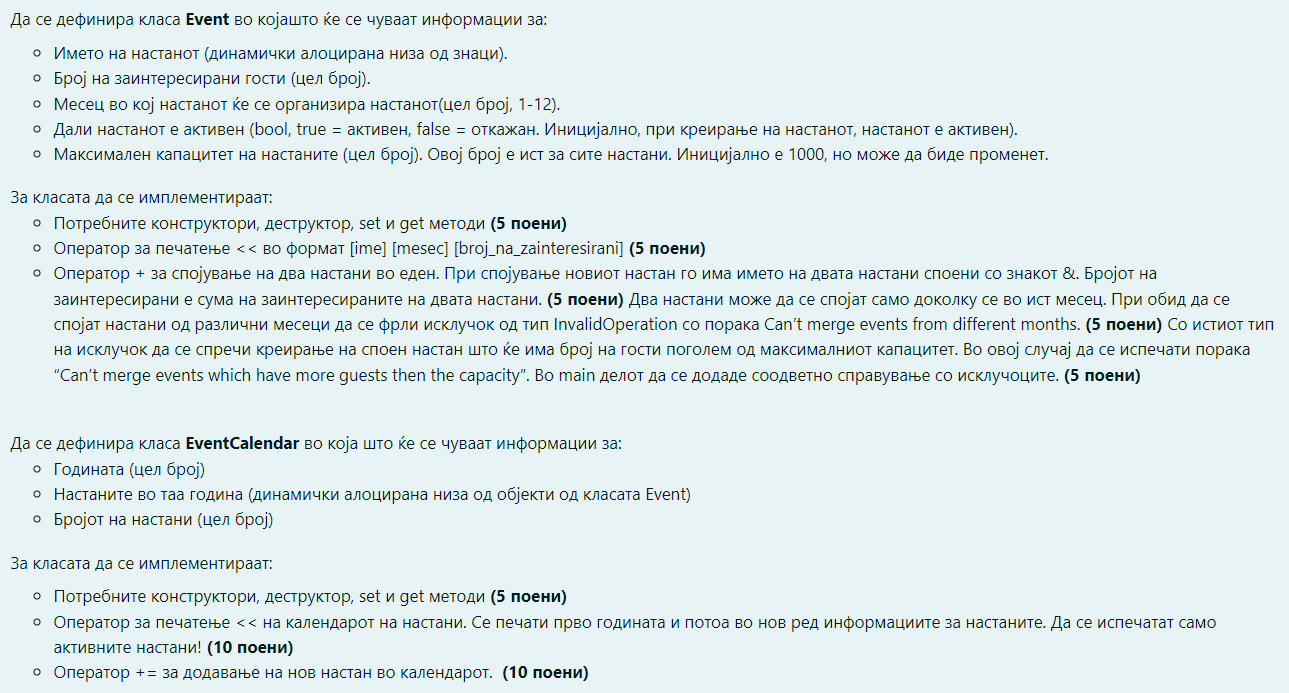 Да се дефинира класа Event во којашто ќе се чуваат информации за:
○ Името на настанот (динамички алоцирана низа од знаци).
○ Број на заинтересирани гости (цел број).
○ Месец во кој настанот ќе се организира настанот(цел број, 1-12).
○ Дали настанот е активен (bool, true = активен, false = откажан. Иницијално, при креирање на настанот, настанот е активен).
○ Максимален капацитет на настаните (цел број). Овој број е ист за сите настани. Иницијално е 1000, но може да биде променет.
За класата да се имплементираат:
○ Потребните конструктори, деструктор, set и get методи (5 поени)
○ Оператор за печатење << во формат [ime] [mesec] [broj_na_zainteresirani] (5 поени)
○ Оператор + за спојување на два настани во еден. При спојување новиот настан го има името на двата настани споени со знакот &. Бројот на
заинтересирани е сума на заинтересираните на двата настани. (5 поени) Два настани може да се спојат само доколку се во ист месец. При обид да се
спојат настани од различни месеци да се фрли исклучок од тип InvalidOperation со порака Can’t merge events from different months. (5 поени) Со истиот тип
на исклучок да се спречи креирање на споен настан што ќе има број на гости поголем од максималниот капацитет. Во овој случај да се испечати порака
“Can’t merge events which have more guests then the capacity”. Во main делот да се додаде соодветно справување со исклучоците. (5 поени)
Да се дефинира класа EventCalendar во која што ќе се чуваат информации за:
○ Годината (цел број)
○ Настаните во таа година (динамички алоцирана низа од објекти од класата Event)
○ Бројот на настани (цел број)
За класата да се имплементираат:
○ Потребните конструктори, деструктор, set и get методи (5 поени)
○ Оператор за печатење << на календарот на настани. Се печати прво годината и потоа во нов ред информациите за настаните. Да се испечатат само
активните настани! (10 поени)
○ Оператор += за додавање на нов настан во календарот. (10 поени)